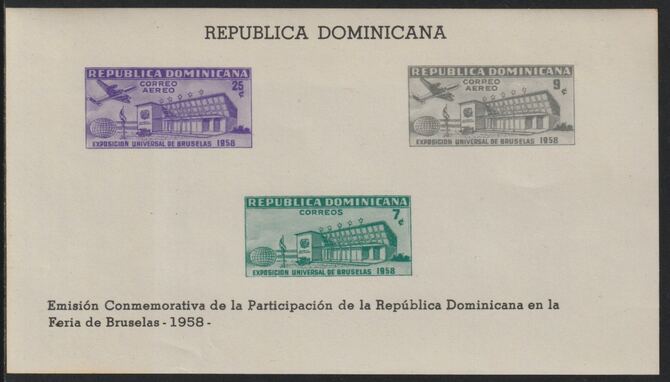 REPUBLICA DOMINICANA
REPUBLICA DOMINICANA
CORREO
AEREO
25
¢
EXPOSICION UNIVERSAL DE BRUSELAS 1958
REPUBLICA DOMINICANA
CORREO
AEREO
9
¢
EXPOSICION UNIVERSAL DE BRUSELAS 1958
REPUBLICA DOMINICANA
CORREOS
7
¢
EXPOSICION UNIVERSAL DE BRUSELAS 1958
Emisión Conmemorativa de la Participación de la República Dominicana en la
Feria de Bruselas - 1958 -